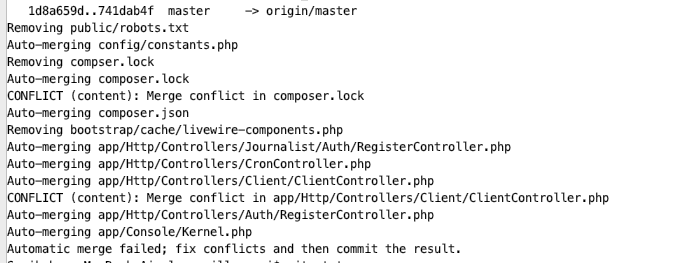 1d8a659d..741dab4f master -> origin/master
Removing public/robots.txt
Auto-merging config/constants.php
Removing compser.lock
Auto-merging composer.lock
CONFLICT (content): Merge conflict in composer.lock
Auto-merging composer.json
Removing bootstrap/cache/livewire-components.php
Auto-merging app/Http/Controllers/Journalist/Auth/RegisterController.php
Auto-merging app/Http/Controllers/CronController.php
Auto-merging app/Http/Controllers/Client/ClientController.php
CONFLICT (content): Merge conflict in app/Http/Controllers/Client/ClientController.php
Auto-merging app/Http/Controllers/Auth/RegisterController.php
Auto-merging app/Console/Kernel.php
Automatic merge failed; fix conflicts and then commit the result.